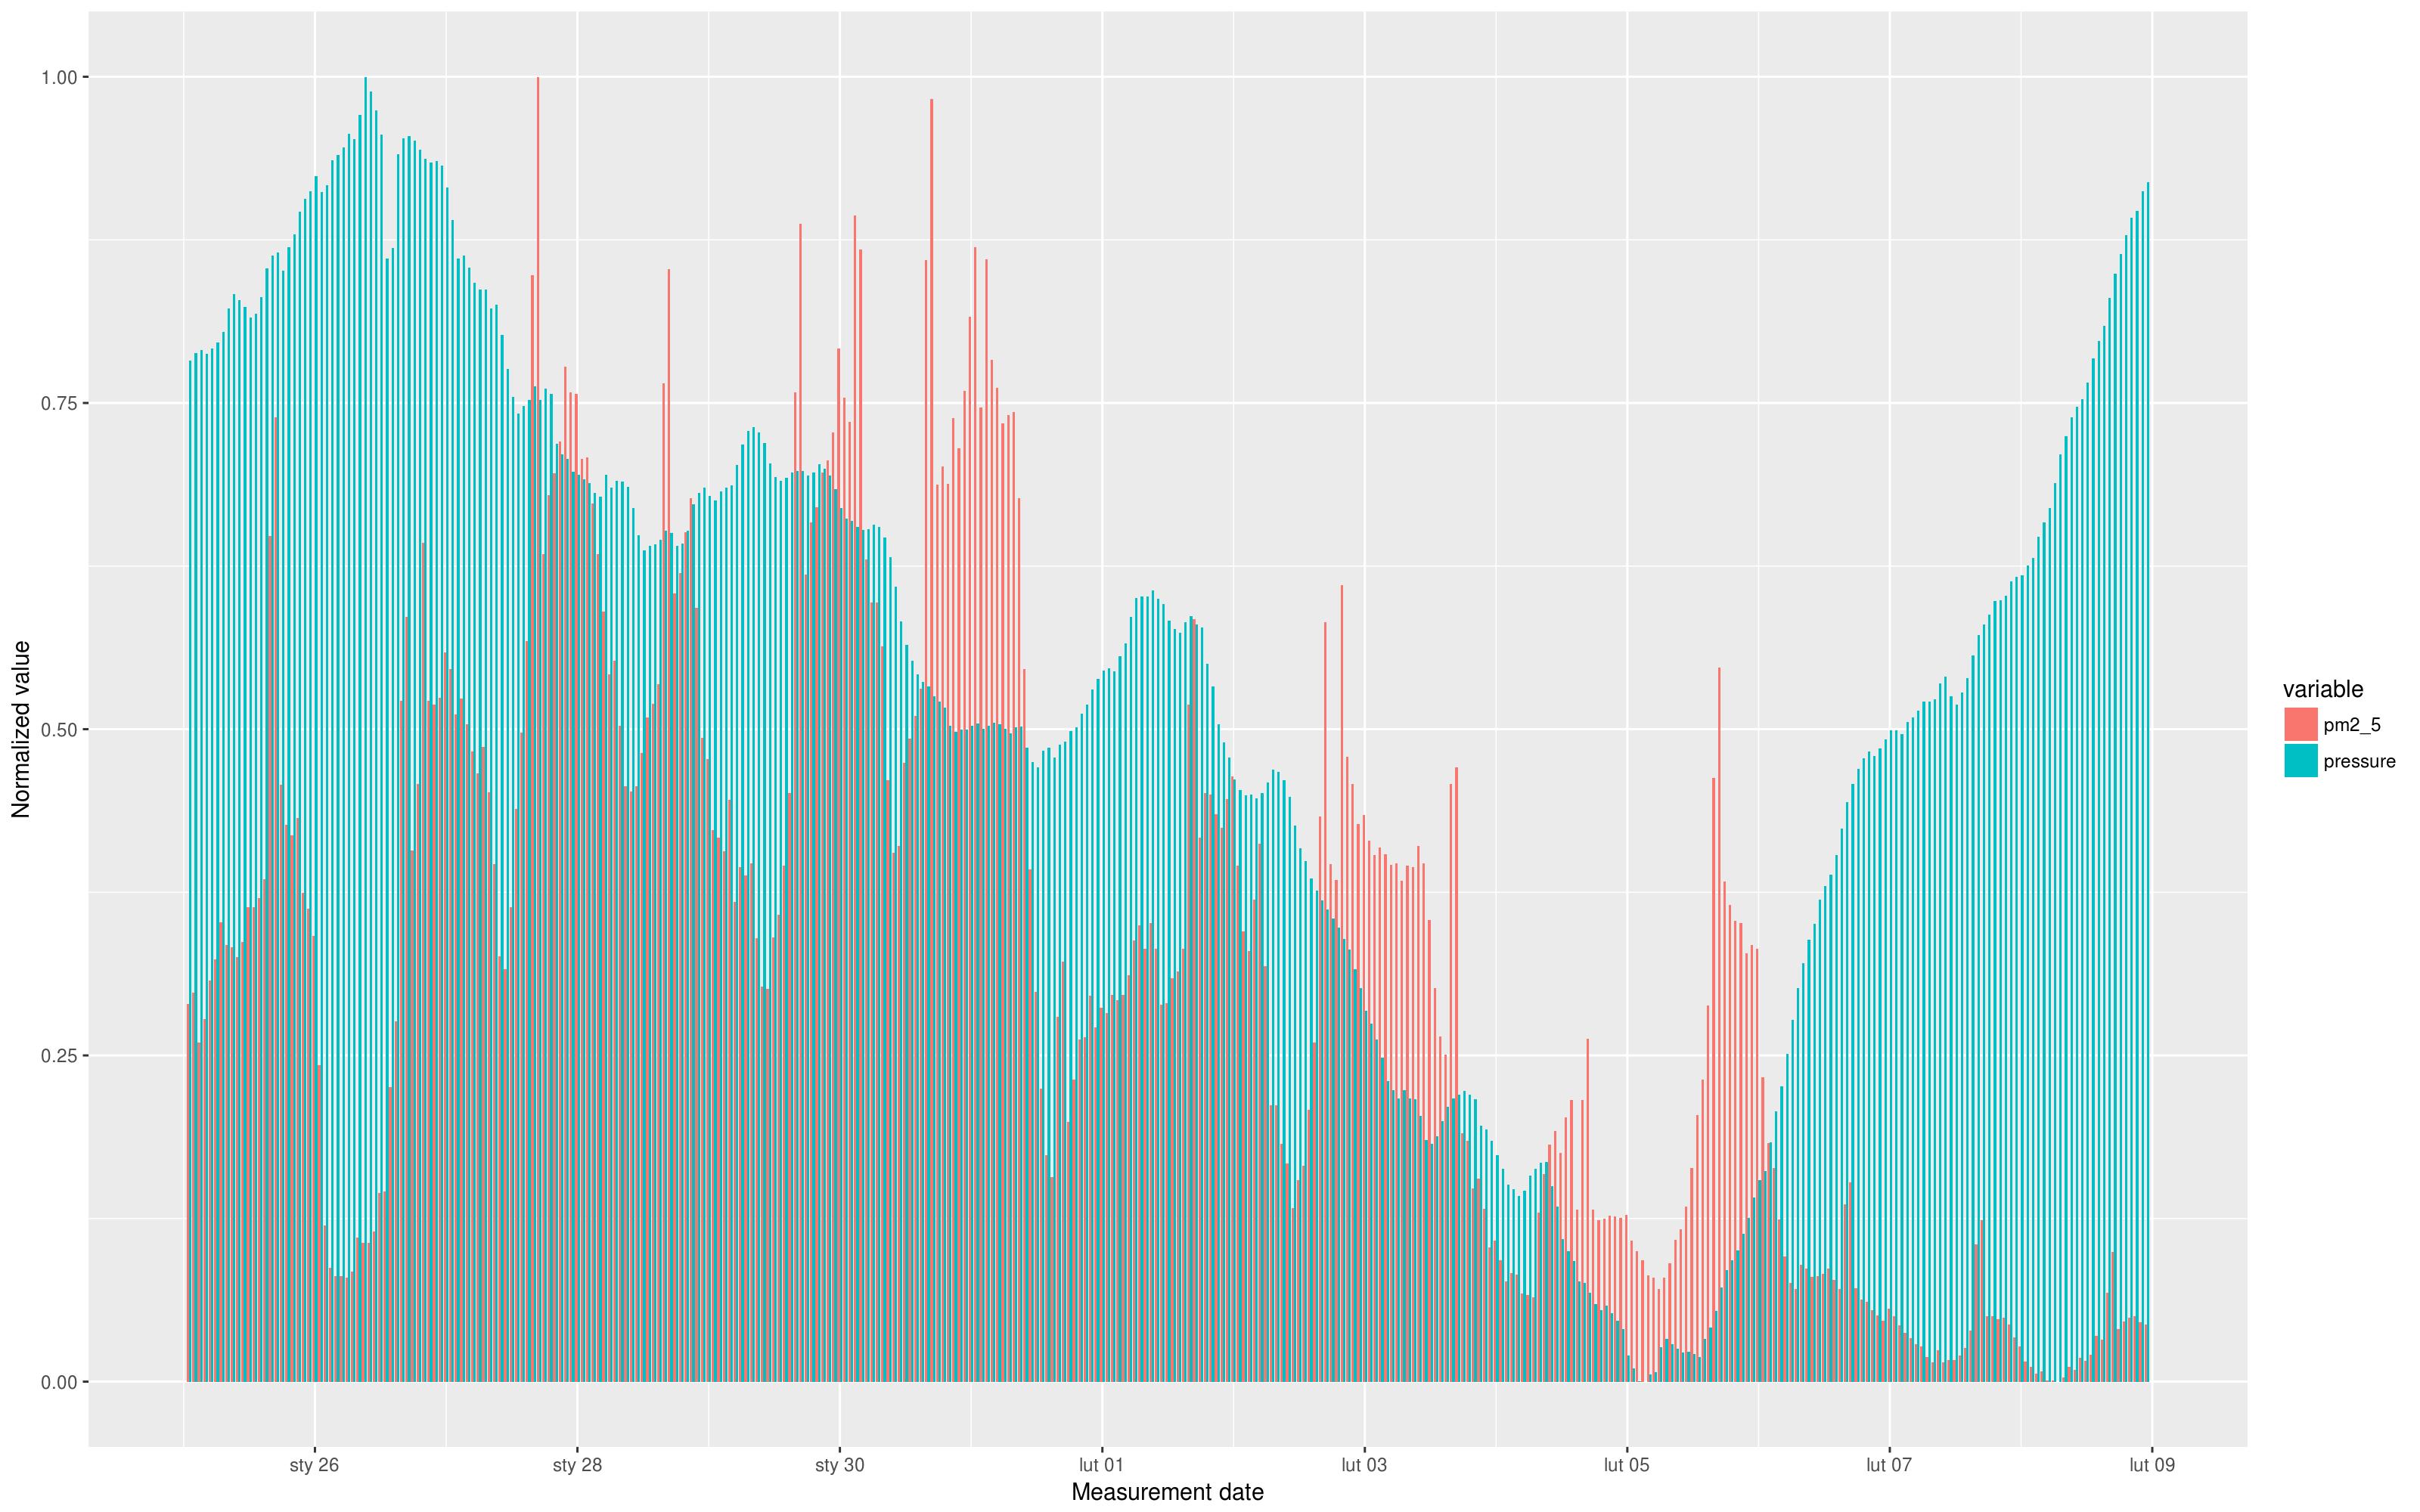 1.00
0.75
0.50
0.25
0.00
Normalized value
sty 26
sty 28
sty 30
lut 01
lut 03
lut 05
lut 07
lut 09
Measurement date
variable
pm2_5
pressure